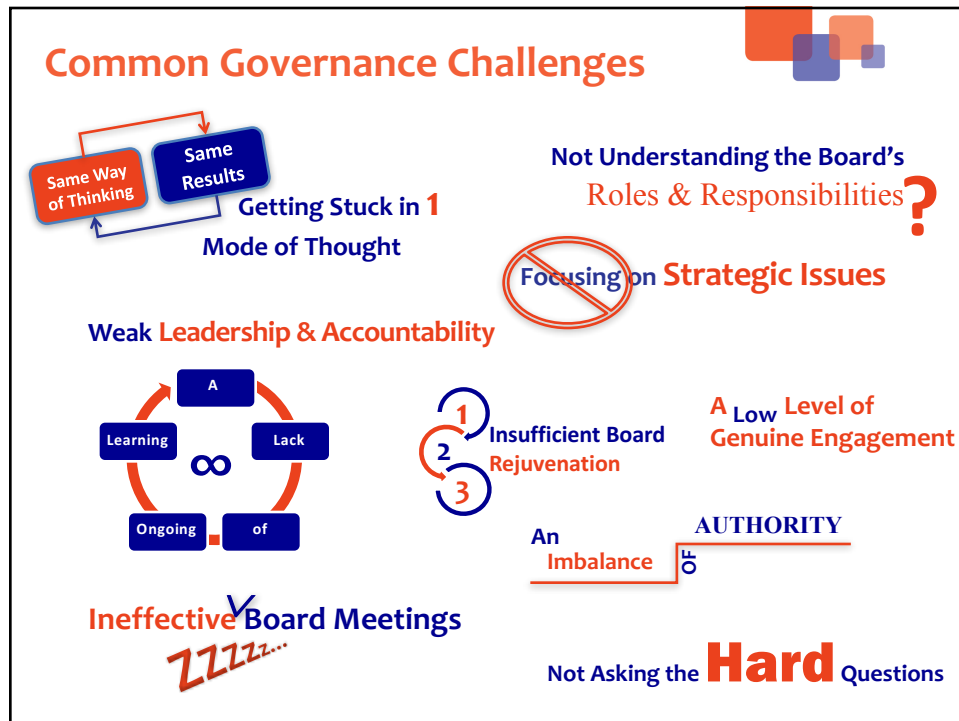 Common Governance Challenges
Same Way
of Thinking
Same
Results
Getting Stuck in 1
Mode of Thought
Not Understanding the Board's
Roles & Responsibilities?
Focusing on Strategic Issues
Weak Leadership & Accountability
A
Lack
of
Ongoing
Learning
∞
1
2
3
Insufficient Board
Rejuvenation
A Low Level of
Genuine Engagement
An
Imbalance
OF
AUTHORITY
Ineffective Board Meetings
ZZZZz...
Not Asking the Hard Questions